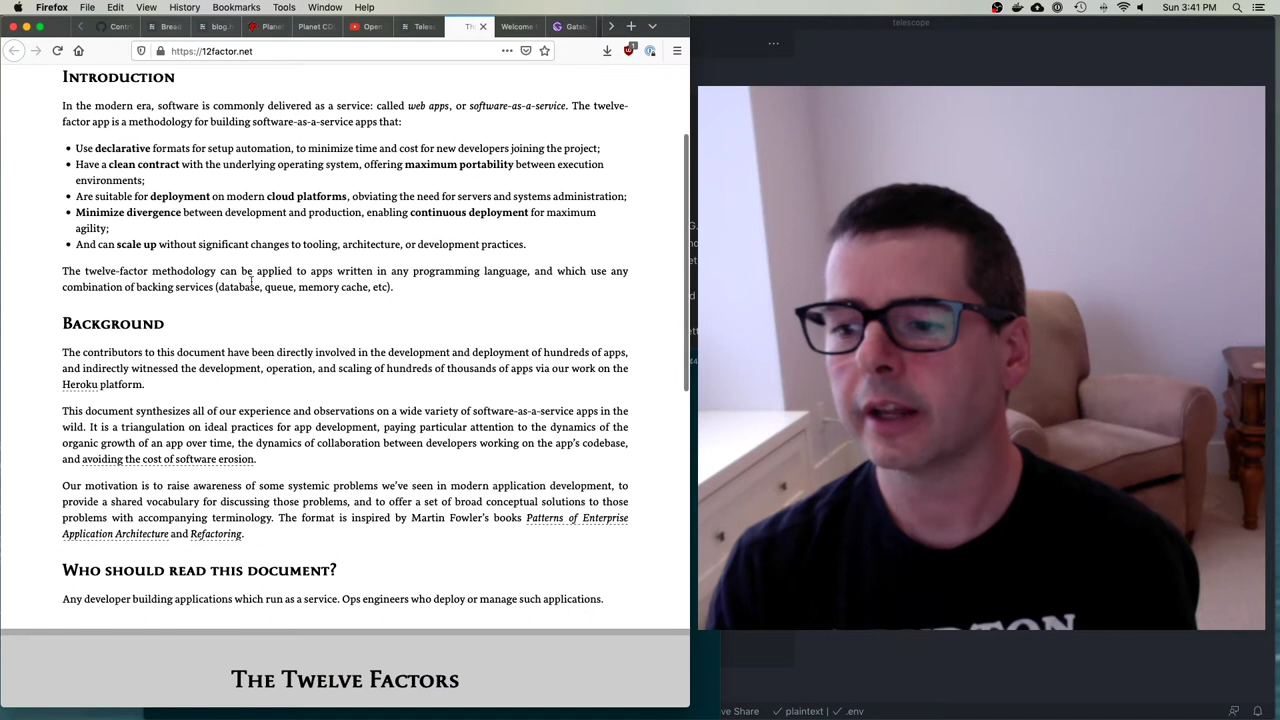 Firefox File Edit View History Bookmarks Tools Window Help
Sun 3:41 PM
telescope
Contri
Bread
blog.h
Planet
Planet CD
Open
Telesc
Th
Welcome
Gatsb
https://12factor.net
1
Introduction
In the modern era, software is commonly delivered as a service: called web apps, or software-as-a-service. The twelve-
factor app is a methodology for building software-as-a-service apps that:
• Use declarative formats for setup automation, to minimize time and cost for new developers joining the project;
• Have a clean contract with the underlying operating system, offering maximum portability between execution
environments;
• Are suitable for deployment on modern cloud platforms, obviating the need for servers and systems administration;
• Minimize divergence between development and production, enabling continuous deployment for maximum
agility;
• And can scale up without significant changes to tooling, architecture, or development practices.
The twelve-factor methodology can be applied to apps written in any programming language, and which use any
combination of backing services (database, queue, memory cache, etc).
Background
The contributors to this document have been directly involved in the development and deployment of hundreds of apps,
and indirectly witnessed the development, operation, and scaling of hundreds of thousands of apps via our work on the
Heroku platform.
This document synthesizes all of our experience and observations on a wide variety of software-as-a-service apps in the
wild. It is a triangulation on ideal practices for app development, paying particular attention to the dynamics of the
organic growth of an app over time, the dynamics of collaboration between developers working on the app's codebase,
and avoiding the cost of software erosion.
Our motivation is to raise awareness of some systemic problems we've seen in modern application development, to
provide a shared vocabulary for discussing those problems, and to offer a set of broad conceptual solutions to those
problems with accompanying terminology. The format is inspired by Martin Fowler's books Patterns of Enterprise
Application Architecture and Refactoring.
Who should read this document?
Any developer building applications which run as a service. Ops engineers who deploy or manage such applications.
The Twelve Factors
ve Share
plaintext
.env